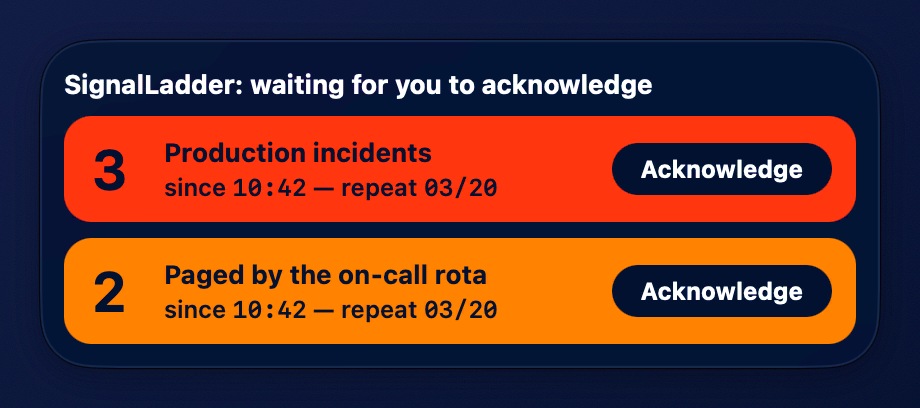 SignalLadder: waiting for you to acknowledge
3
Production incidents
since 10:42 — repeat 03/20
Acknowledge
2
Paged by the on-call rota
since 10:42 — repeat 03/20
Acknowledge